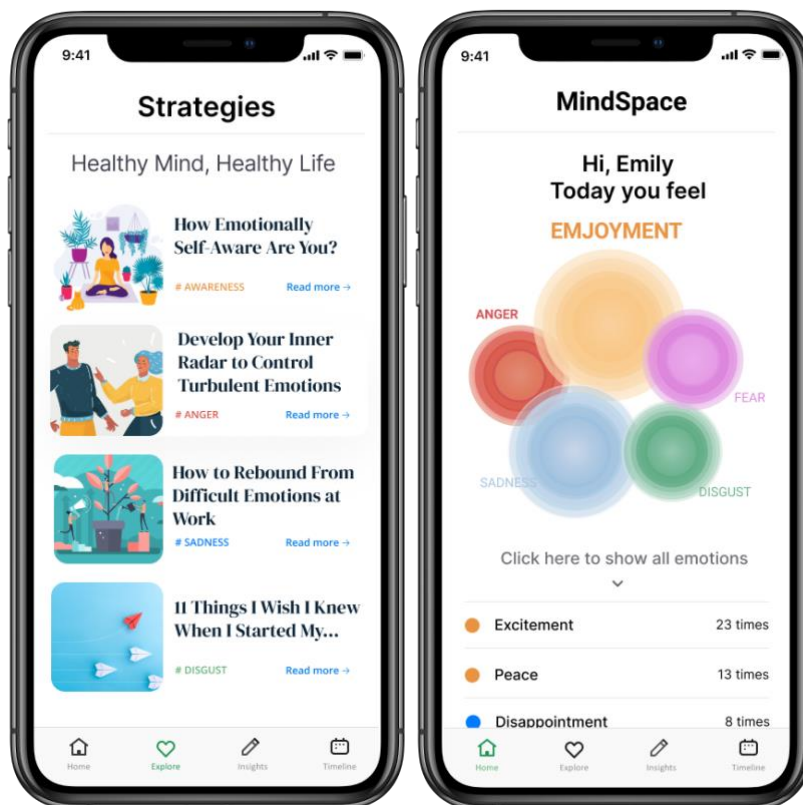 9:41
Strategies
Healthy Mind, Healthy Life
How Emotionally
Self-Aware Are You?
# AWARENESS
Read more →
Develop Your Inner
Radar to Control
Turbulent Emotions
# ANGER
Read more →
How to Rebound From
Difficult Emotions at
Work
# SADNESS
Read more →
11 Things I Wish I Knew
When I Started My...
# DISGUST
Read more →
Home
Explore
Insights
Timeline
9:41
MindSpace
Hi, Emily
Today you feel
EMJOYMENT
ANGER
FEAR
SADNESS
DISGUST
Click here to show all emotions
Excitement
23 times
Peace
13 times
Disappointment
8 times
Home
Explore
Insights
Timeline